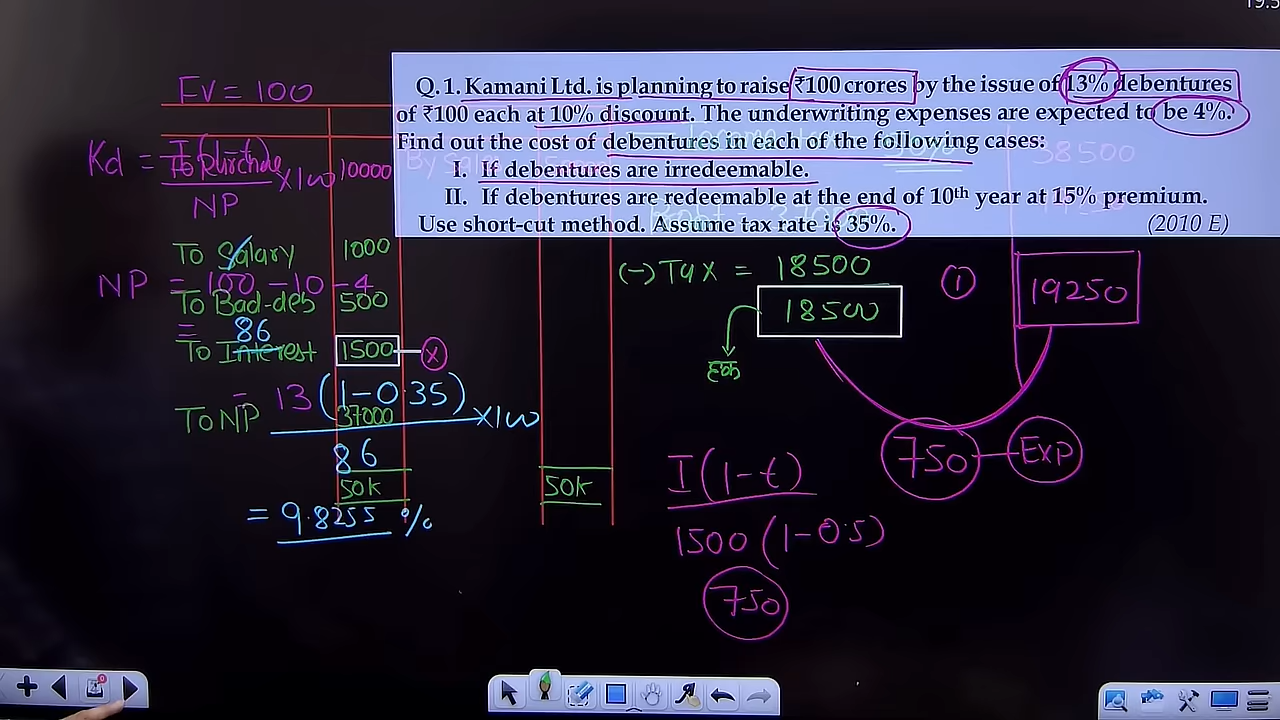 19.5
Q.1. Kamani Ltd. is planning to raise ₹100 crores by the issue of 13% debentures
of ₹100 each at 10% discount. The underwriting expenses are expected to be 4%.
Find out the cost of debentures in each of the following cases:
I. If debentures are irredeemable.
II. If debentures are redeemable at the end of 10th year at 15% premium.
Use short-cut method. Assume tax rate is 35%. (2010 E)
FV = 100
Kd = I(1-t) x100
NP
To Purchase 10000
To Salary 1000
NP = 100 - 10 - 4
To Bad-deb 500
= 86
To Interest 1500 X
= 13 (1-0.35) x100
86
To NP 37000
50K 50K
= 9.8255 %
38500
(-) Tax = 18500
18500
1
19250
750 EXP
I(1-t)
1500 (1-0.5)
750